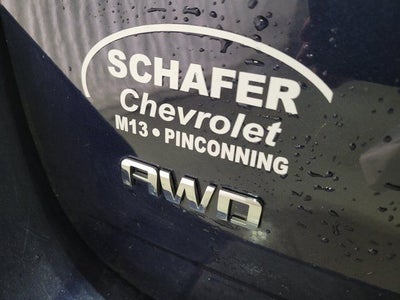 SCHAFER
Chevrolet
M13 • PINCONNING
AWD